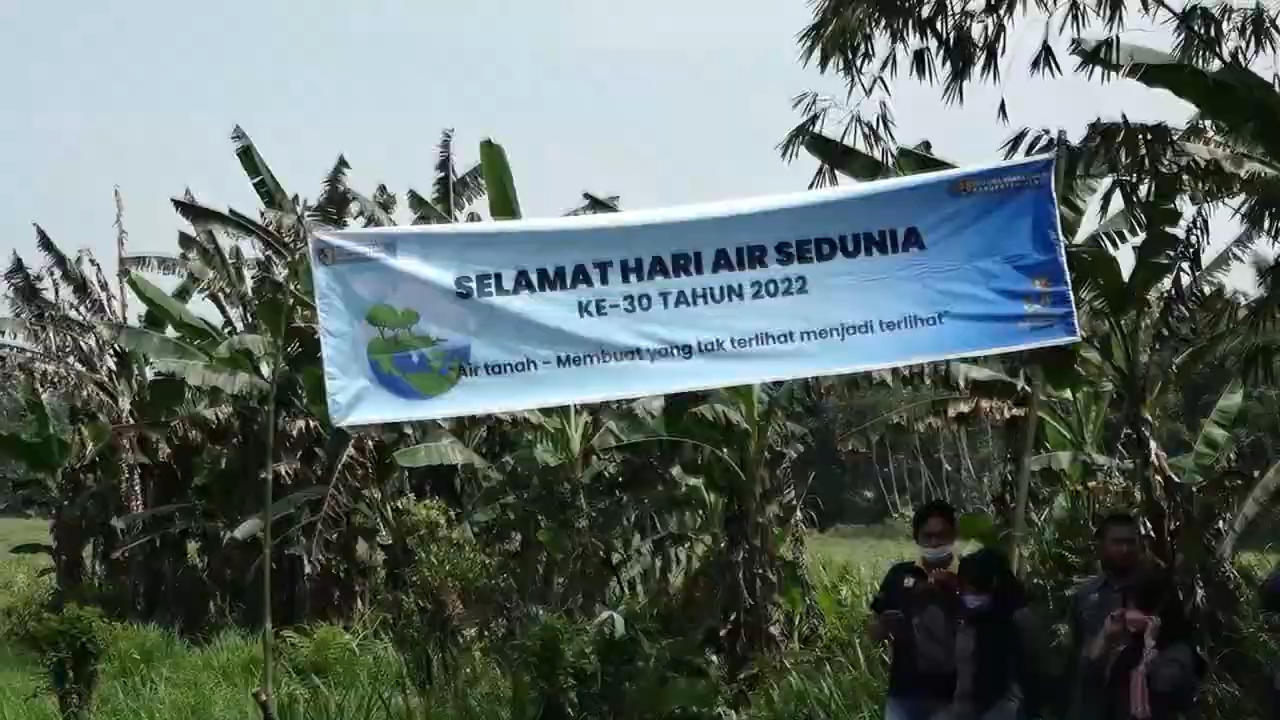 SELAMAT HARI AIR SEDUNIA
KE-30 TAHUN 2022
"Air tanah - Membuat yang tak terlihat menjadi terlihat"